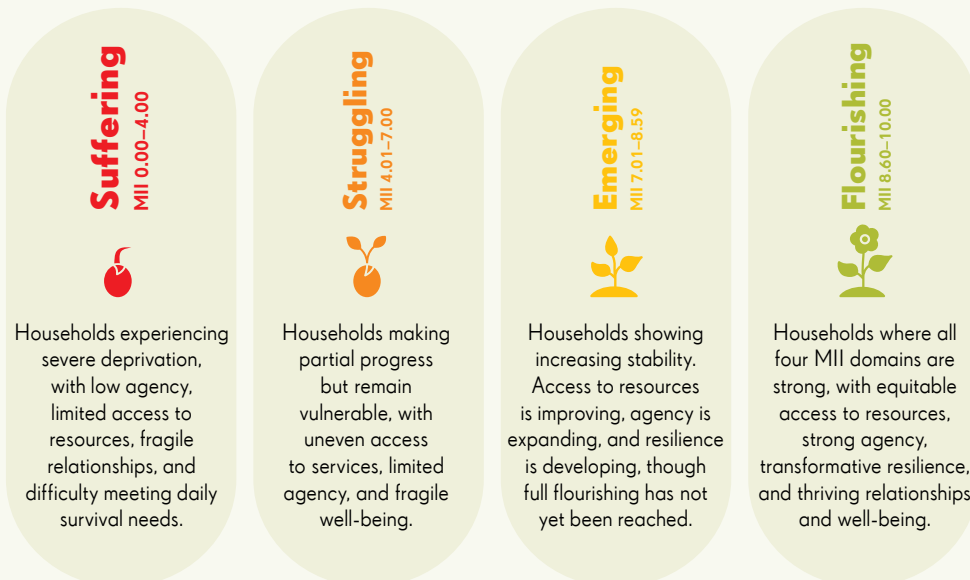 Suffering
MII 0.00–4.00
Households experiencing
severe deprivation,
with low agency,
limited access to
resources, fragile
relationships, and
difficulty meeting daily
survival needs.
Struggling
MII 4.01–7.00
Households making
partial progress
but remain
vulnerable, with
uneven access
to services, limited
agency, and fragile
well-being.
Emerging
MII 7.01–8.59
Households showing
increasing stability.
Access to resources
is improving, agency is
expanding, and resilience
is developing, though
full flourishing has not
yet been reached.
Flourishing
MII 8.60–10.00
Households where all
four MII domains are
strong, with equitable
access to resources,
strong agency,
transformative resilience,
and thriving relationships
and well-being.